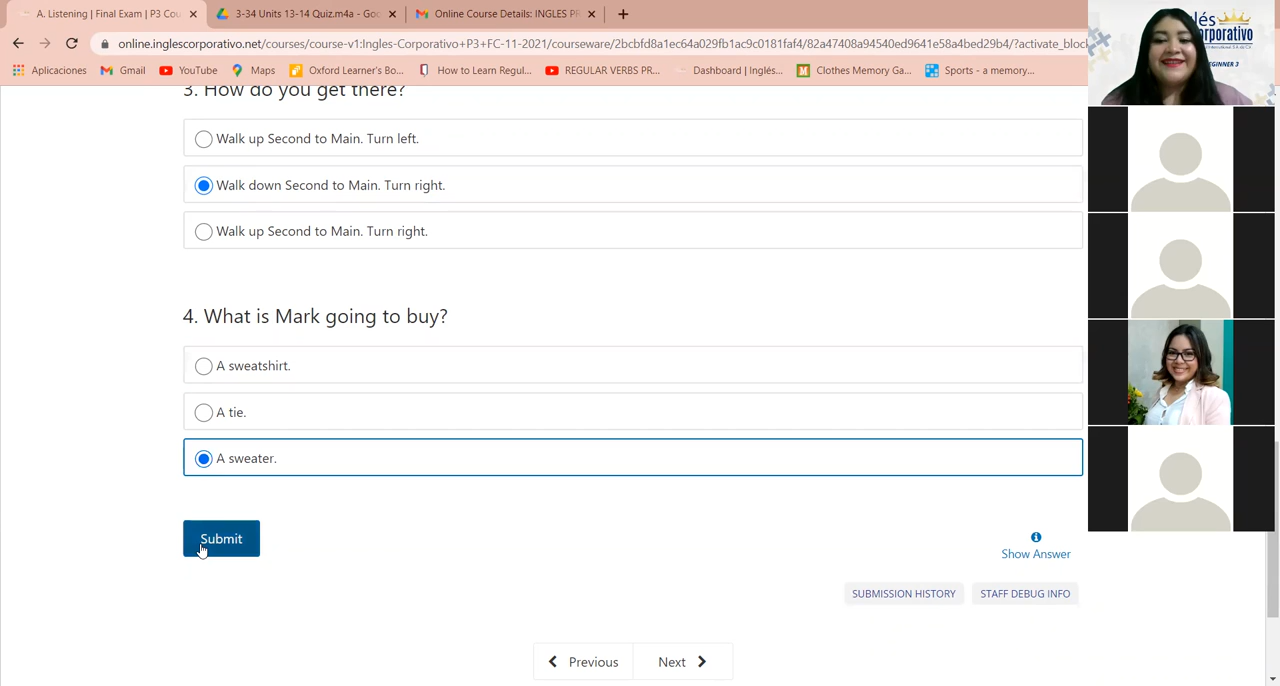 A. Listening | Final Exam | P3 Cou
3-34 Units 13-14 Quiz.m4a - Goo
Online Course Details: INGLES PR
online.inglescorporativo.net/courses/course-v1:Ingles-Corporativo+P3+FC-11-2021/courseware/2bcbfd8a1ec64a029fb1ac9c0181faf4/82a47408a94540ed9641e58a4bed29b4/?activate_bloc
Aplicaciones
Gmail
YouTube
Maps
Oxford Learner's Bo...
How to Learn Regul...
REGULAR VERBS PR...
Dashboard | Inglés...
Clothes Memory Ga...
Sports - a memory...
3. How do you get there?
Walk up Second to Main. Turn left.
Walk down Second to Main. Turn right.
Walk up Second to Main. Turn right.
4. What is Mark going to buy?
A sweatshirt.
A tie.
A sweater.
Submit
Show Answer
SUBMISSION HISTORY
STAFF DEBUG INFO
Previous
Next